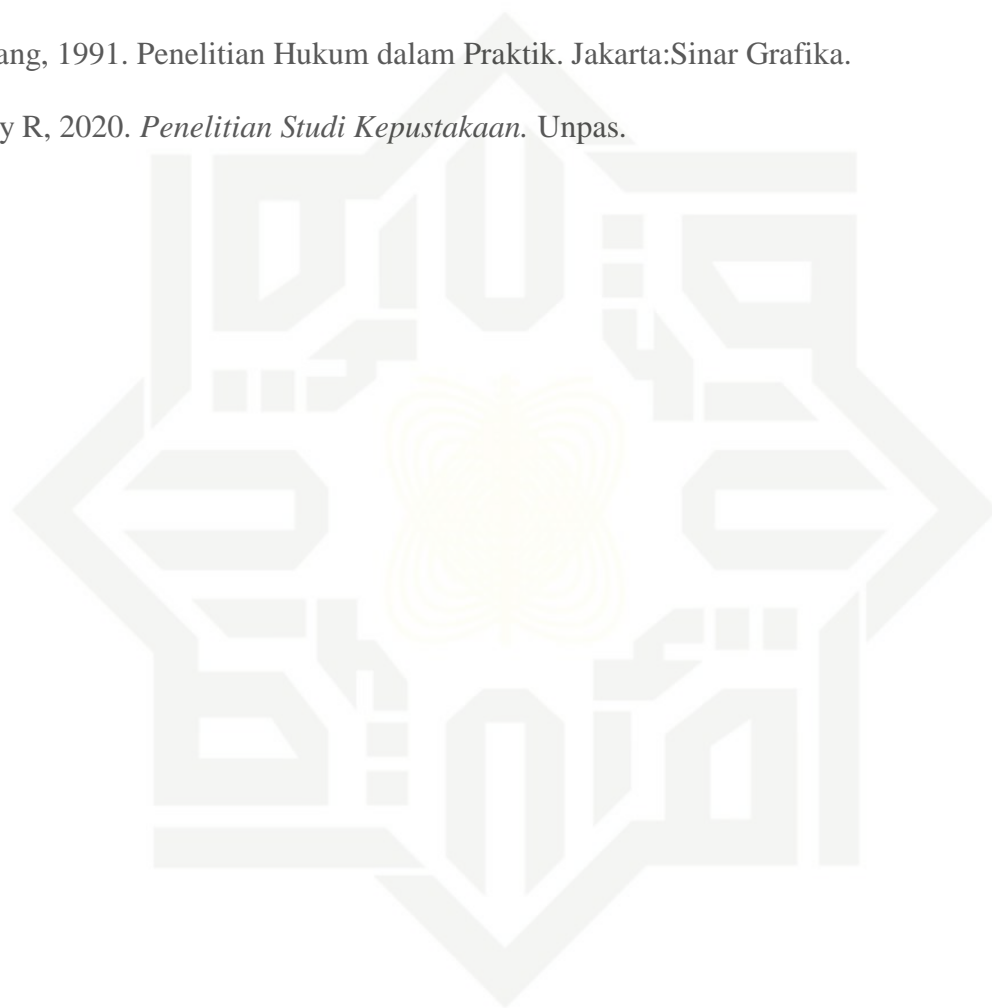 ang, 1991. Penelitian Hukum dalam Praktik. Jakarta:Sinar Grafika.
y R, 2020. Penelitian Studi Kepustakaan. Unpas.